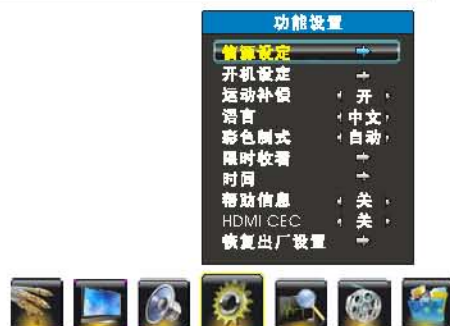 功能设置
信源设定
开机设定
运动补偿 开
语言 中文
彩色制式 自动
限时收看
时间
帮助信息 关
HDMI CEC 关
恢复出厂设置